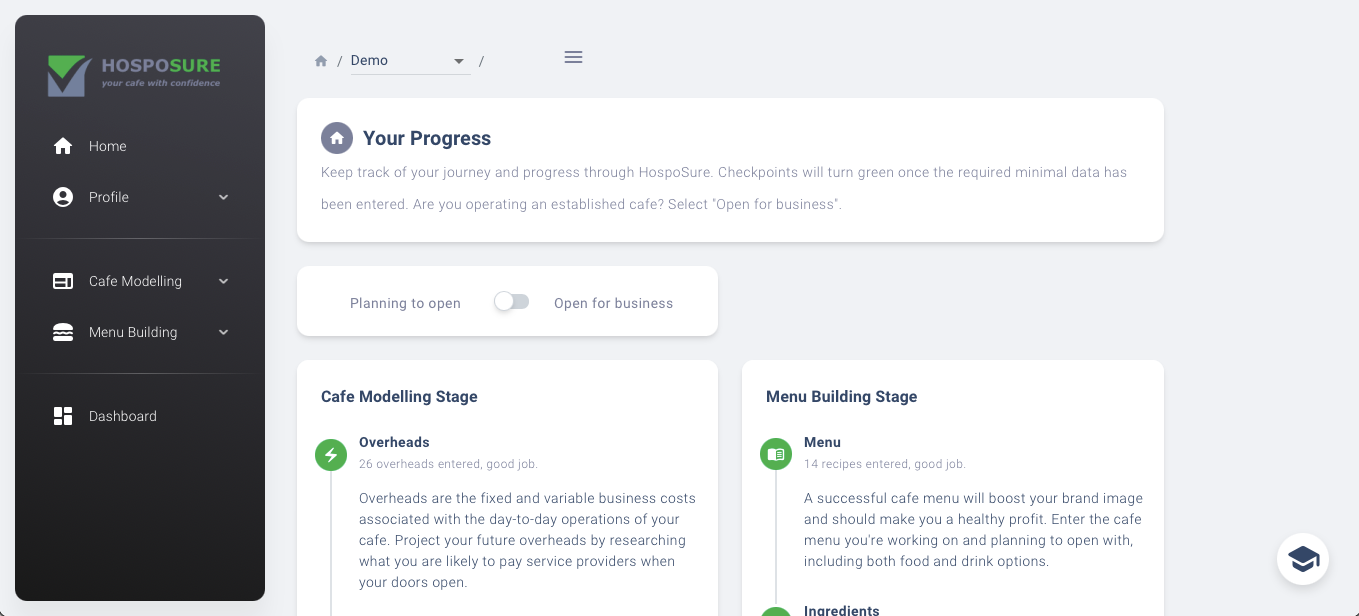 HOSPOSURE
your cafe with confidence
Home
Profile
Cafe Modelling
Menu Building
Dashboard
/ Demo /
Your Progress
Keep track of your journey and progress through HospoSure. Checkpoints will turn green once the required minimal data has
been entered. Are you operating an established cafe? Select "Open for business".
Planning to open
Open for business
Cafe Modelling Stage
Overheads
26 overheads entered, good job.
Overheads are the fixed and variable business costs
associated with the day-to-day operations of your
cafe. Project your future overheads by researching
what you are likely to pay service providers when
your doors open.
Menu Building Stage
Menu
14 recipes entered, good job.
A successful cafe menu will boost your brand image
and should make you a healthy profit. Enter the cafe
menu you're working on and planning to open with,
including both food and drink options.
Ingredients